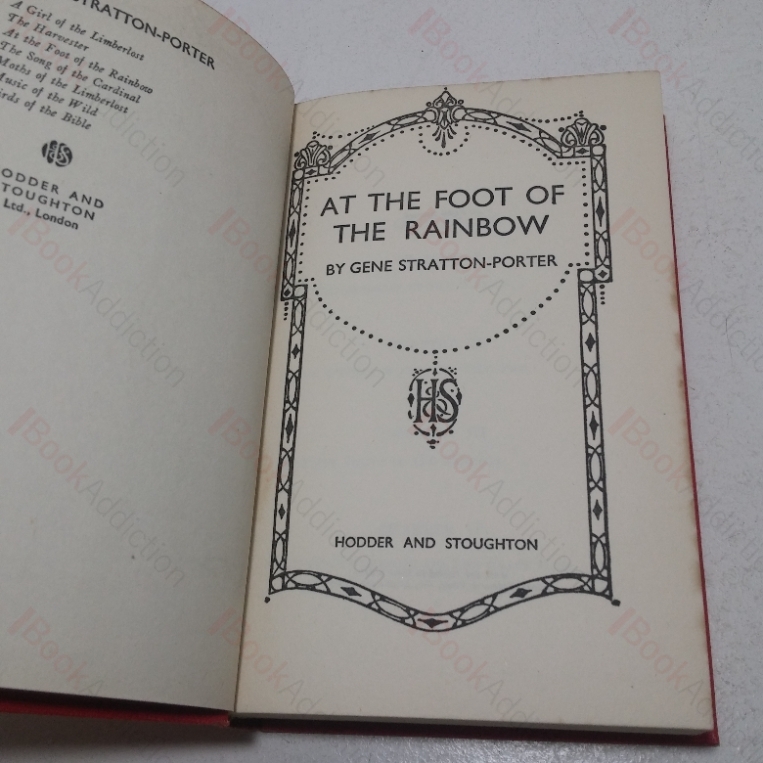 STRATTON-PORTER
A Girl of the Limberlost
The Harvester
At the Foot of the Rainbow
The Song of the Cardinal
Moths of the Limberlost
Music of the Wild
Birds of the Bible
HS
HODDER AND
STOUGHTON
Ltd., London
AT THE FOOT OF
THE RAINBOW
BY GENE STRATTON-PORTER
H&S
HODDER AND STOUGHTON
BookAddiction